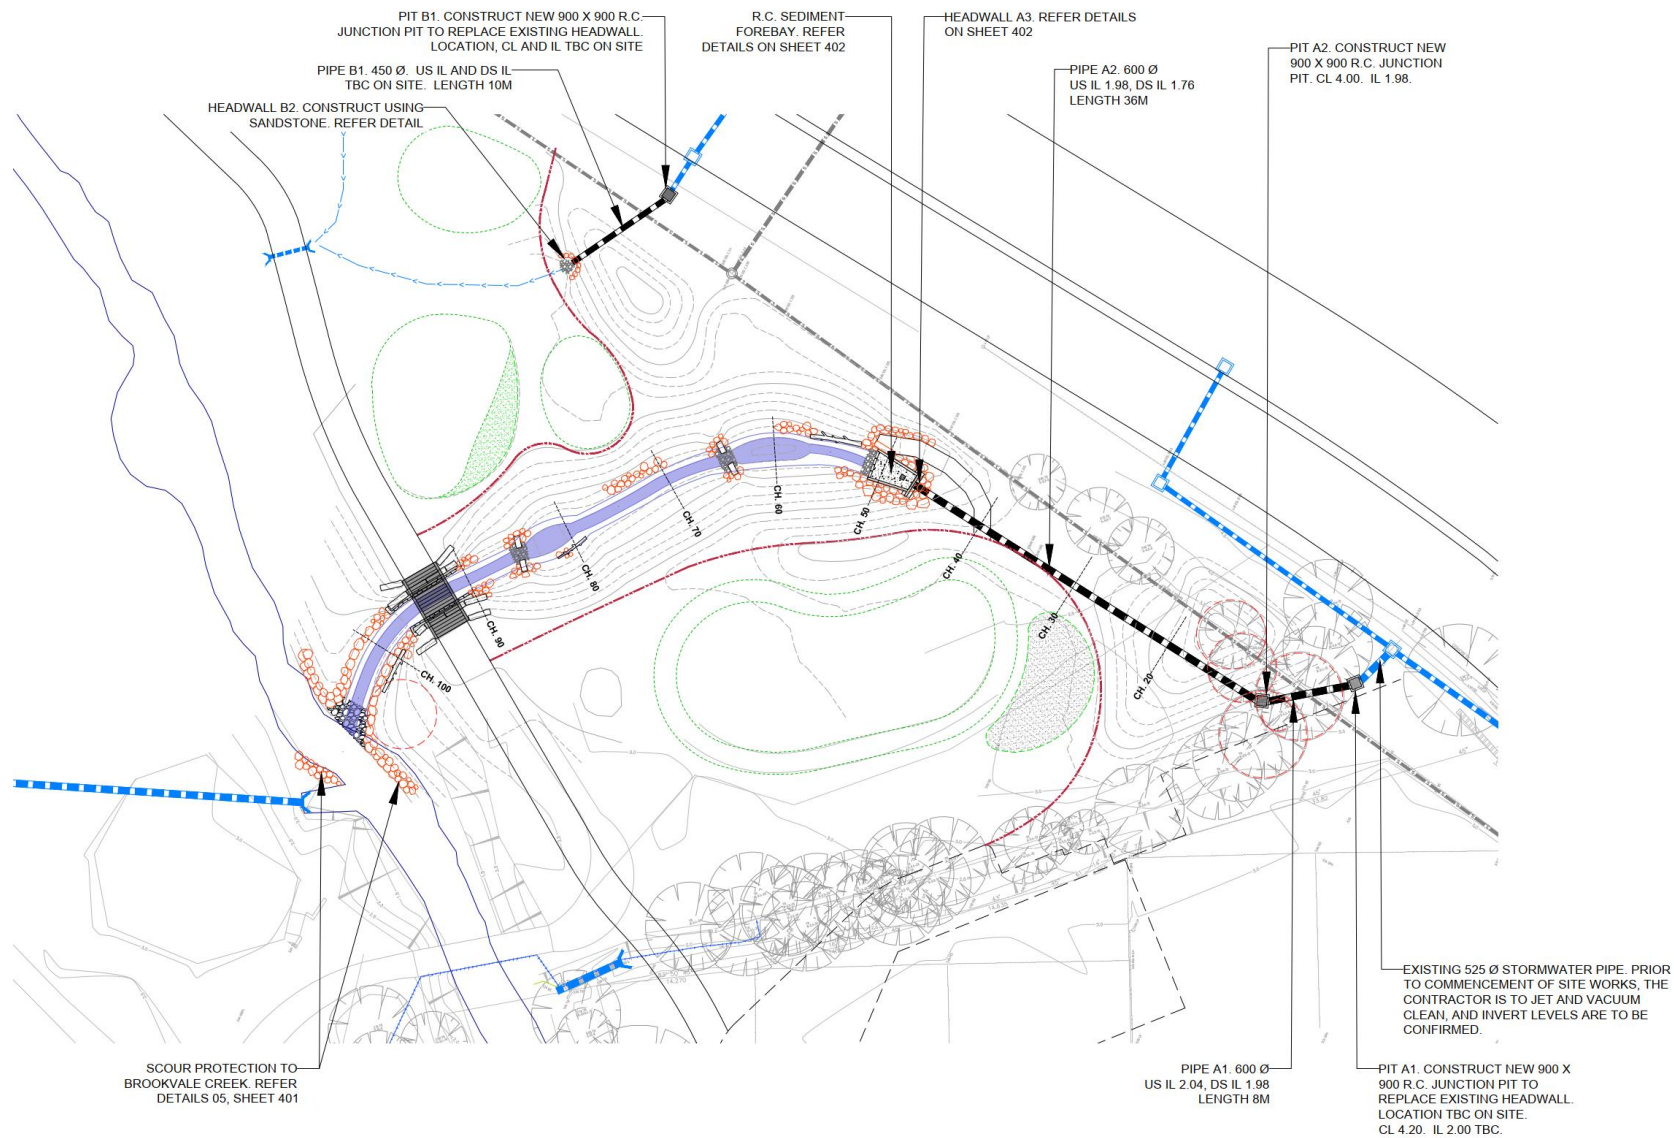 PIT B1. CONSTRUCT NEW 900 X 900 R.C.
JUNCTION PIT TO REPLACE EXISTING HEADWALL.
LOCATION, CL AND IL TBC ON SITE
R.C. SEDIMENT
FOREBAY. REFER
DETAILS ON SHEET 402
HEADWALL A3. REFER DETAILS
ON SHEET 402
PIT A2. CONSTRUCT NEW
900 X 900 R.C. JUNCTION
PIT. CL 4.00. IL 1.98.
PIPE B1. 450 Ø. US IL AND DS IL
TBC ON SITE. LENGTH 10M
PIPE A2. 600 Ø
US IL 1.98, DS IL 1.76
LENGTH 36M
HEADWALL B2. CONSTRUCT USING
SANDSTONE. REFER DETAIL
CH. 60
CH. 70
CH. 50
CH. 40
CH. 80
CH. 30
CH. 90
CH. 20
CH. 100
EXISTING 525 Ø STORMWATER PIPE. PRIOR
TO COMMENCEMENT OF SITE WORKS, THE
CONTRACTOR IS TO JET AND VACUUM
CLEAN, AND INVERT LEVELS ARE TO BE
CONFIRMED.
SCOUR PROTECTION TO
BROOKVALE CREEK. REFER
DETAILS 05, SHEET 401
PIPE A1. 600 Ø
US IL 2.04, DS IL 1.98
LENGTH 8M
PIT A1. CONSTRUCT NEW 900 X
900 R.C. JUNCTION PIT TO
REPLACE EXISTING HEADWALL.
LOCATION TBC ON SITE.
CL 4.20. IL 2.00 TBC.